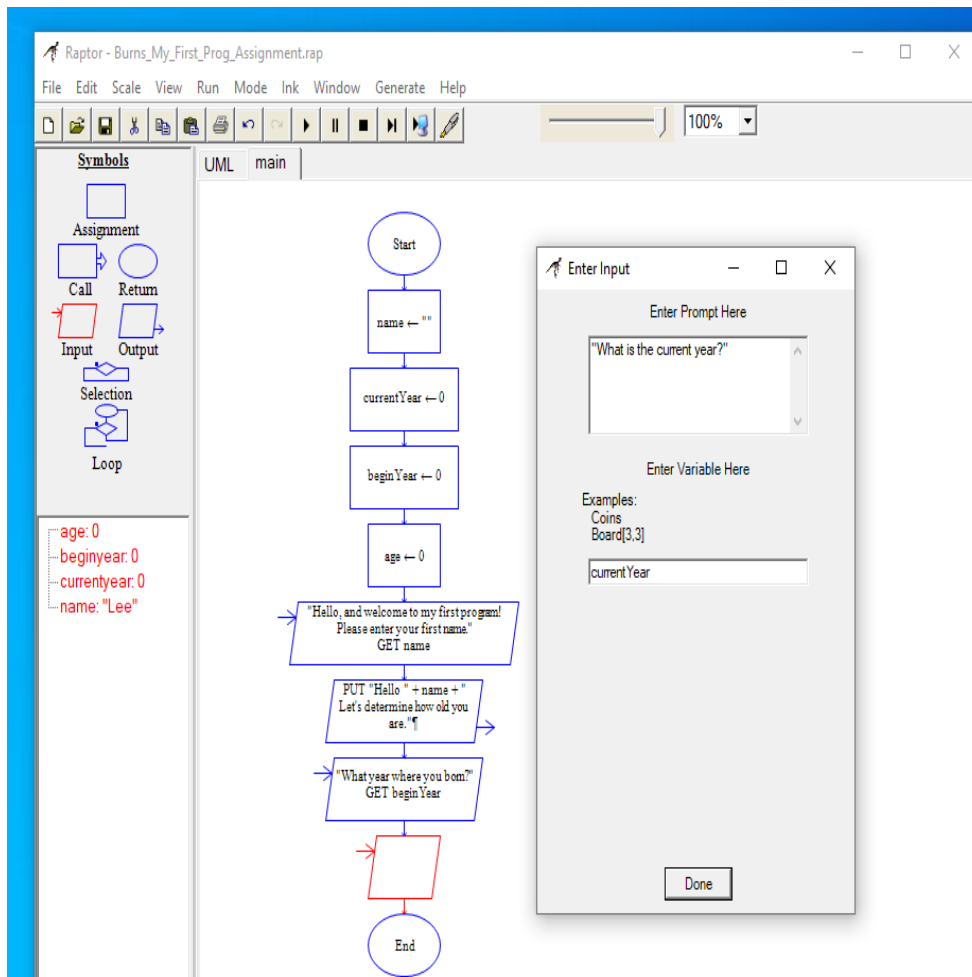 Raptor - Burns_My_First_Prog_Assignment.rap
File Edit Scale View Run Mode Ink Window Generate Help
100%
Symbols
Assignment
Call Return
Input Output
Selection
Loop
age: 0
beginyear: 0
currentyear: 0
name: "Lee"
UML main
Start
name ← ""
currentYear ← 0
beginYear ← 0
age ← 0
"Hello, and welcome to my first program!
Please enter your first name."
GET name
PUT "Hello " + name + "
Let's determine how old you
are."¶
"What year where you born?"
GET beginYear
End
Enter Input
Enter Prompt Here
"What is the current year?"
Enter Variable Here
Examples:
Coins
Board[3,3]
currentYear
Done